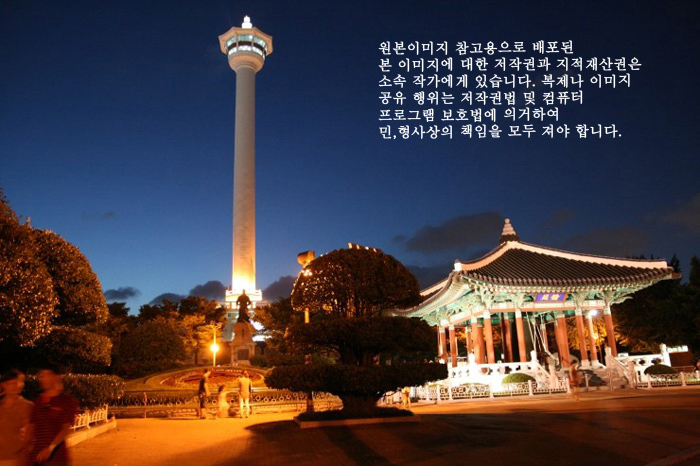 원본이미지 참고용으로 배포된
본 이미지에 대한 저작권과 지적재산권은
소속 작가에게 있습니다. 복제나 이미지
공유 행위는 저작권법 및 컴퓨터
프로그램 보호법에 의거하여
민,형사상의 책임을 모두 져야 합니다.